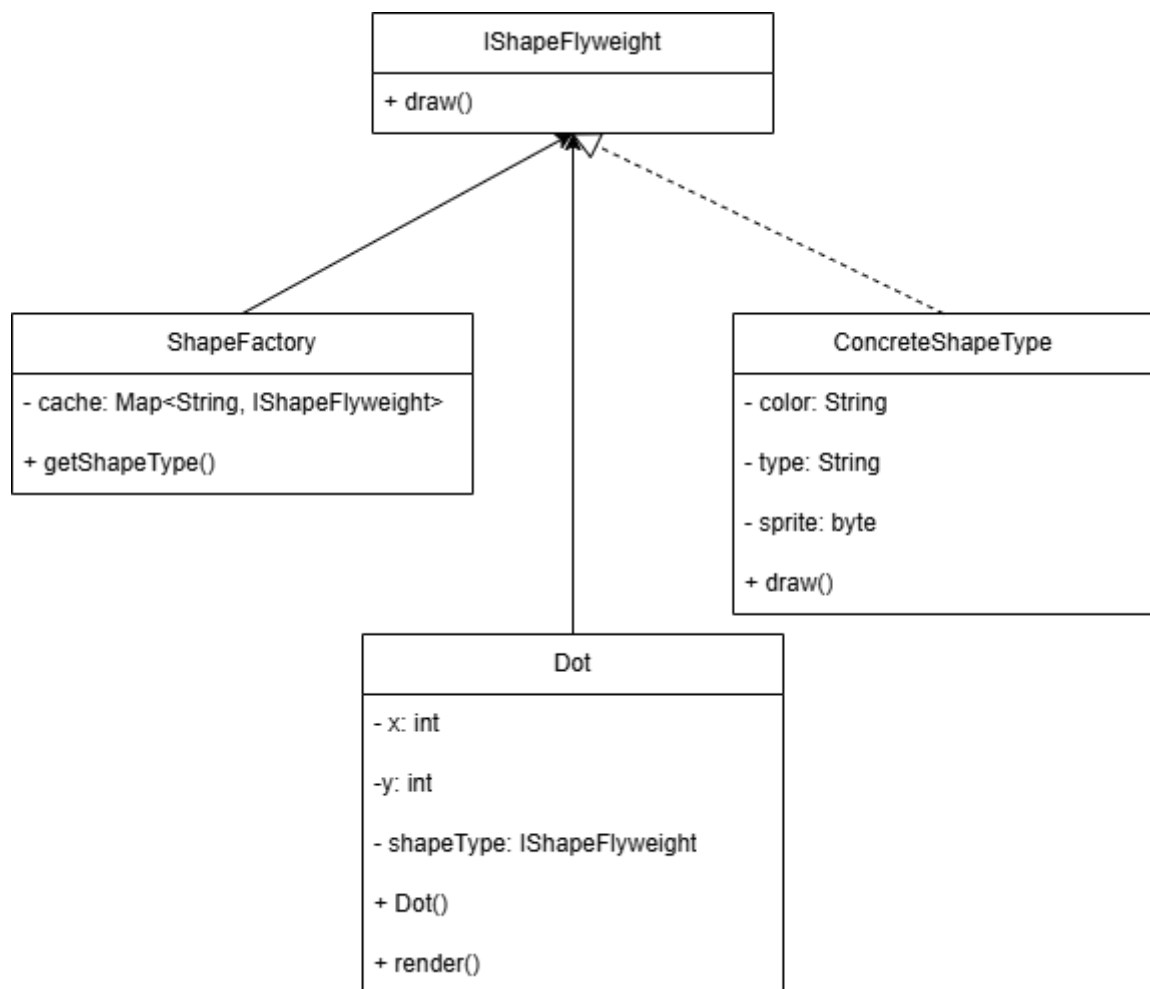 IShapeFlyweight
+ draw()
ShapeFactory
- cache: Map<String, IShapeFlyweight>
+ getShapeType()
ConcreteShapeType
- color: String
- type: String
- sprite: byte
+ draw()
Dot
- x: int
-y: int
- shapeType: IShapeFlyweight
+ Dot()
+ render()